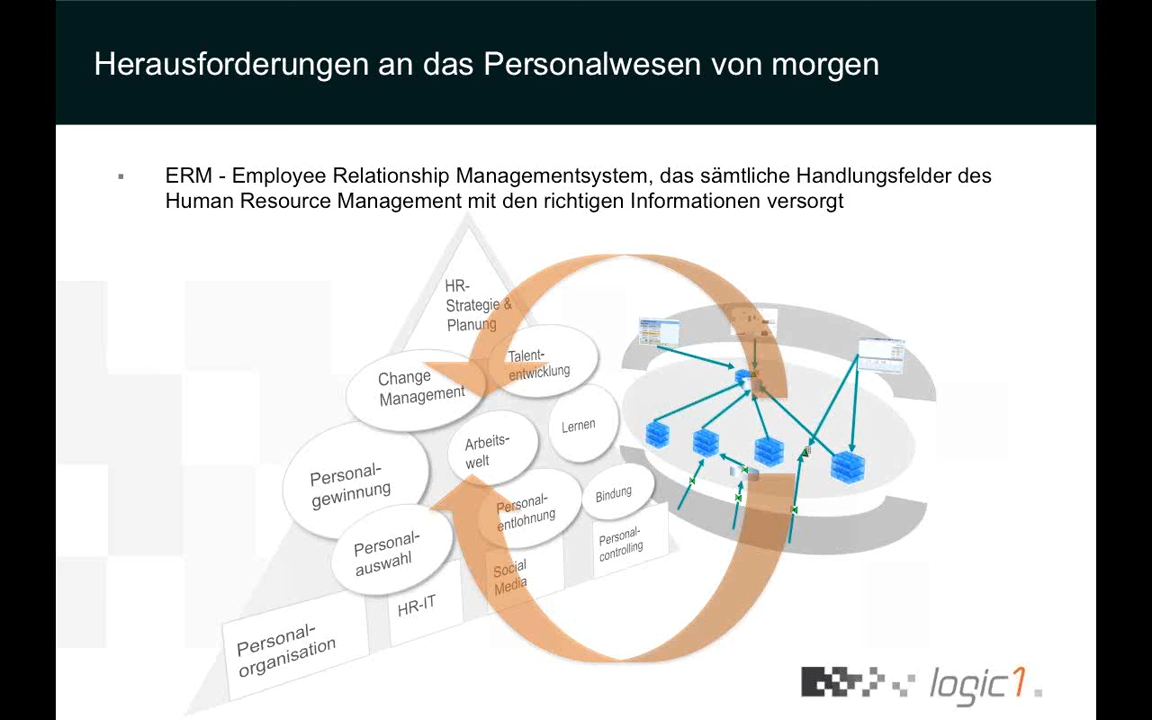 Herausforderungen an das Personalwesen von morgen
ERM - Employee Relationship Managementsystem, das sämtliche Handlungsfelder des
Human Resource Management mit den richtigen Informationen versorgt
HR-
Strategie &
Planung
Talent-
entwicklung
Change
Management
Lernen
Arbeits-
welt
Personal-
gewinnung
Bindung
Personal-
entlohnung
Personal-
auswahl
Personal-
controlling
Social
Media
HR-IT
Personal-
organisation
logic1.